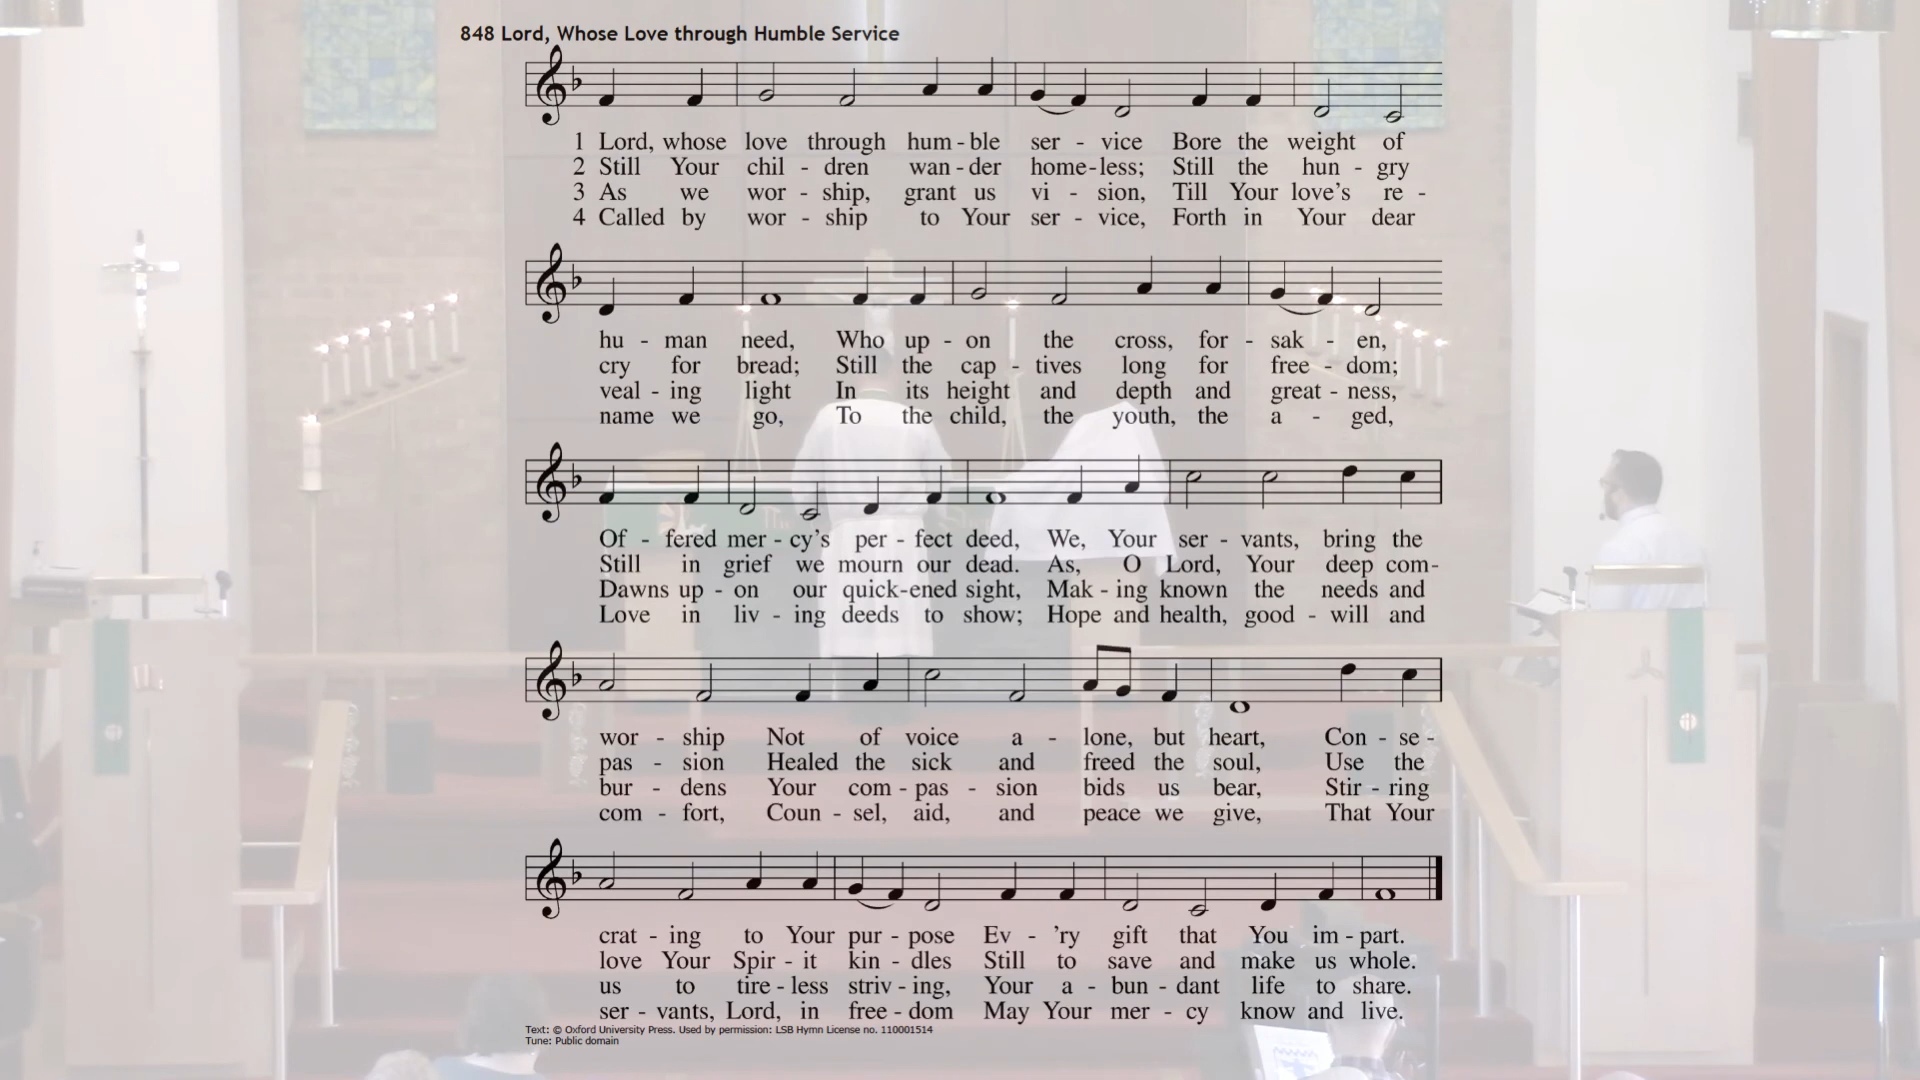 848 Lord, Whose Love through Humble Service
1 Lord, whose love through hum - ble ser - vice Bore the weight of
2 Still Your chil - dren wan - der home - less; Still the hun - gry
3 As we wor - ship, grant us vi - sion, Till Your love's re -
4 Called by wor - ship to Your ser - vice, Forth in Your dear
hu - man need, Who up - on the cross, for - sak - en,
cry for bread; Still the cap - tives long for free - dom;
veal - ing light In its height and depth and great - ness,
name we go, To the child, the youth, the a - ged,
Of - fered mer - cy's per - fect deed, We, Your ser - vants, bring the
Still in grief we mourn our dead. As, O Lord, Your deep com-
Dawns up - on our quick-ened sight, Mak - ing known the needs and
Love in liv - ing deeds to show; Hope and health, good - will and
wor - ship Not of voice a - lone, but heart, Con - se -
pas - sion Healed the sick and freed the soul, Use the
bur - dens Your com - pas - sion bids us bear, Stir - ring
com - fort, Coun - sel, aid, and peace we give, That Your
crat - ing to Your pur - pose Ev - 'ry gift that You im - part.
love Your Spir - it kin - dles Still to save and make us whole.
us to tire - less striv - ing, Your a - bun - dant life to share.
ser - vants, Lord, in free - dom May Your mer - cy know and live.
Text: © Oxford University Press. Used by permission: LSB Hymn License no. 110001514
Tune: Public domain